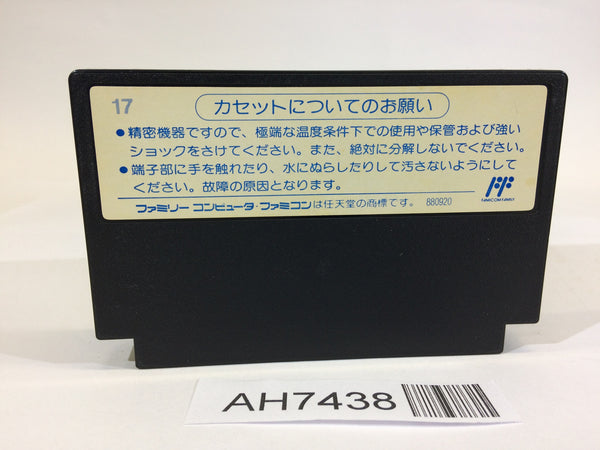 17
カセットについてのお願い
●精密機器ですので、極端な温度条件下での使用や保管および強い
ショックをさけてください。また、絶対に分解しないでください。
●端子部に手を触れたり、水にぬらしたりして汚さないようにして
ください。故障の原因となります。
FAMICOM FAMILY
ファミリーコンピュータ・ファミコンは任天堂の商標です。 880920
AH7438